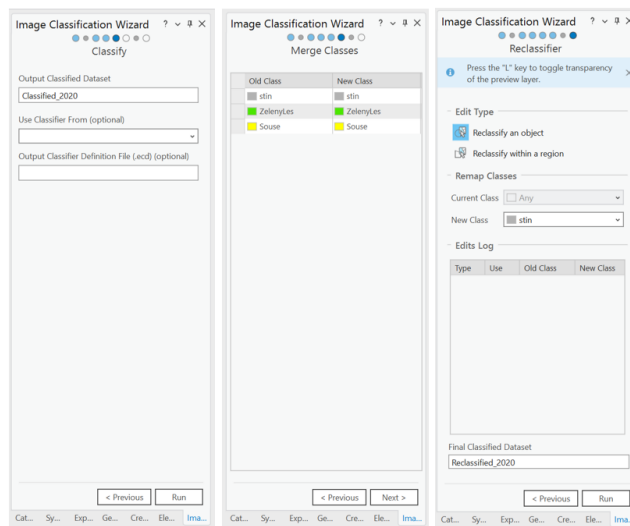 Image Classification Wizard
Classify
Output Classified Dataset
Classified_2020
Use Classifier From (optional)
Output Classifier Definition File (.ecd) (optional)
< Previous
Run
Cat...
Sy...
Exp...
Ge...
Cre...
Ele...
Ima...
Image Classification Wizard
Merge Classes
Old Class
New Class
stin
stin
ZelenyLes
ZelenyLes
Souse
Souse
< Previous
Next >
Cat...
Sy...
Exp...
Ge...
Cre...
Ele...
Ima...
Image Classification Wizard
Reclassifier
Press the "L" key to toggle transparency
of the preview layer.
Edit Type
Reclassify an object
Reclassify within a region
Remap Classes
Current Class
Any
New Class
stin
Edits Log
Type
Use
Old Class
New Class
Final Classified Dataset
Reclassified_2020
< Previous
Run
Cat...
Sy...
Exp...
Ge...
Cre...
Ele...
Ima...